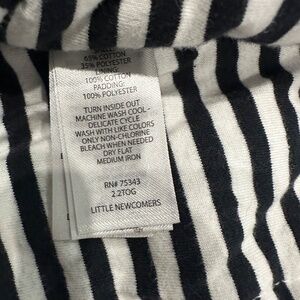 65% COTTON
35% POLYESTER
LINING:
100% COTTON
PADDING:
100% POLYESTER
TURN INSIDE OUT
MACHINE WASH COOL -
DELICATE CYCLE
WASH WITH LIKE COLORS
ONLY NON-CHLORINE
BLEACH WHEN NEEDED
DRY FLAT
MEDIUM IRON
RN# 75343
2.2TOG
LITTLE NEWCOMERS